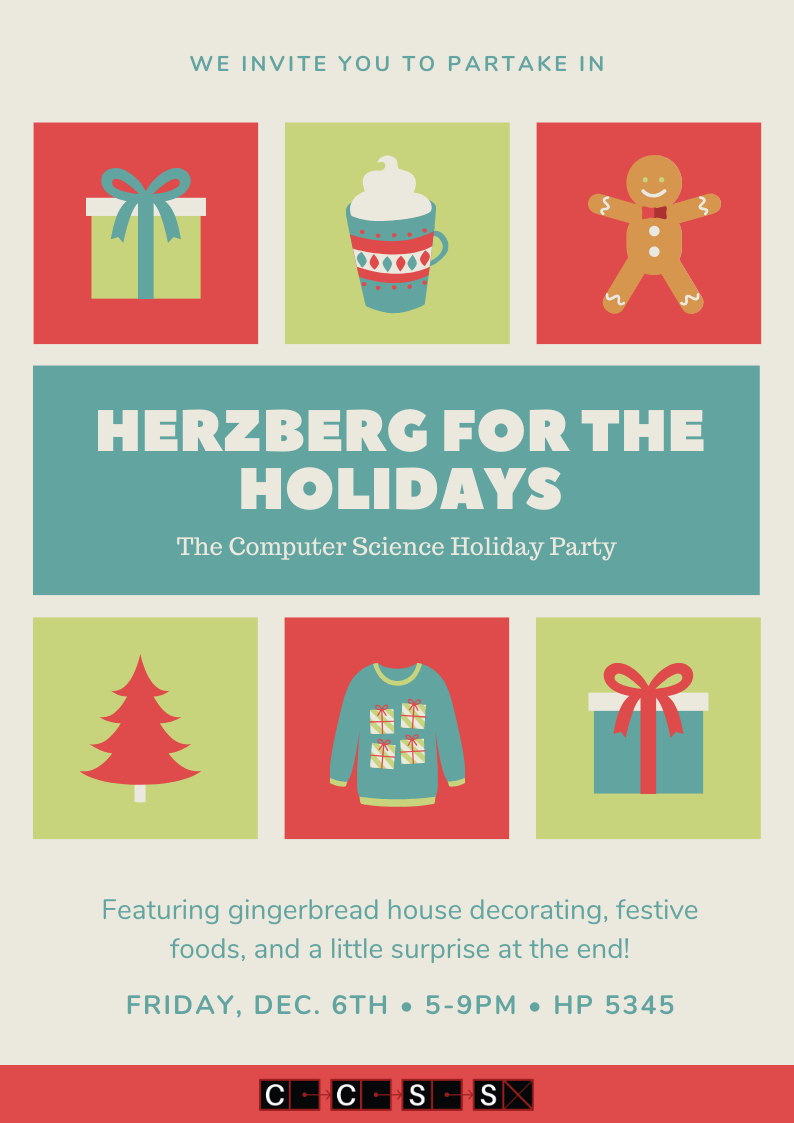 WE INVITE YOU TO PARTAKE IN
HERZBERG FOR THE
HOLIDAYS
The Computer Science Holiday Party
Featuring gingerbread house decorating, festive
foods, and a little surprise at the end!
FRIDAY, DEC. 6TH • 5-9PM • HP 5345
C C S S